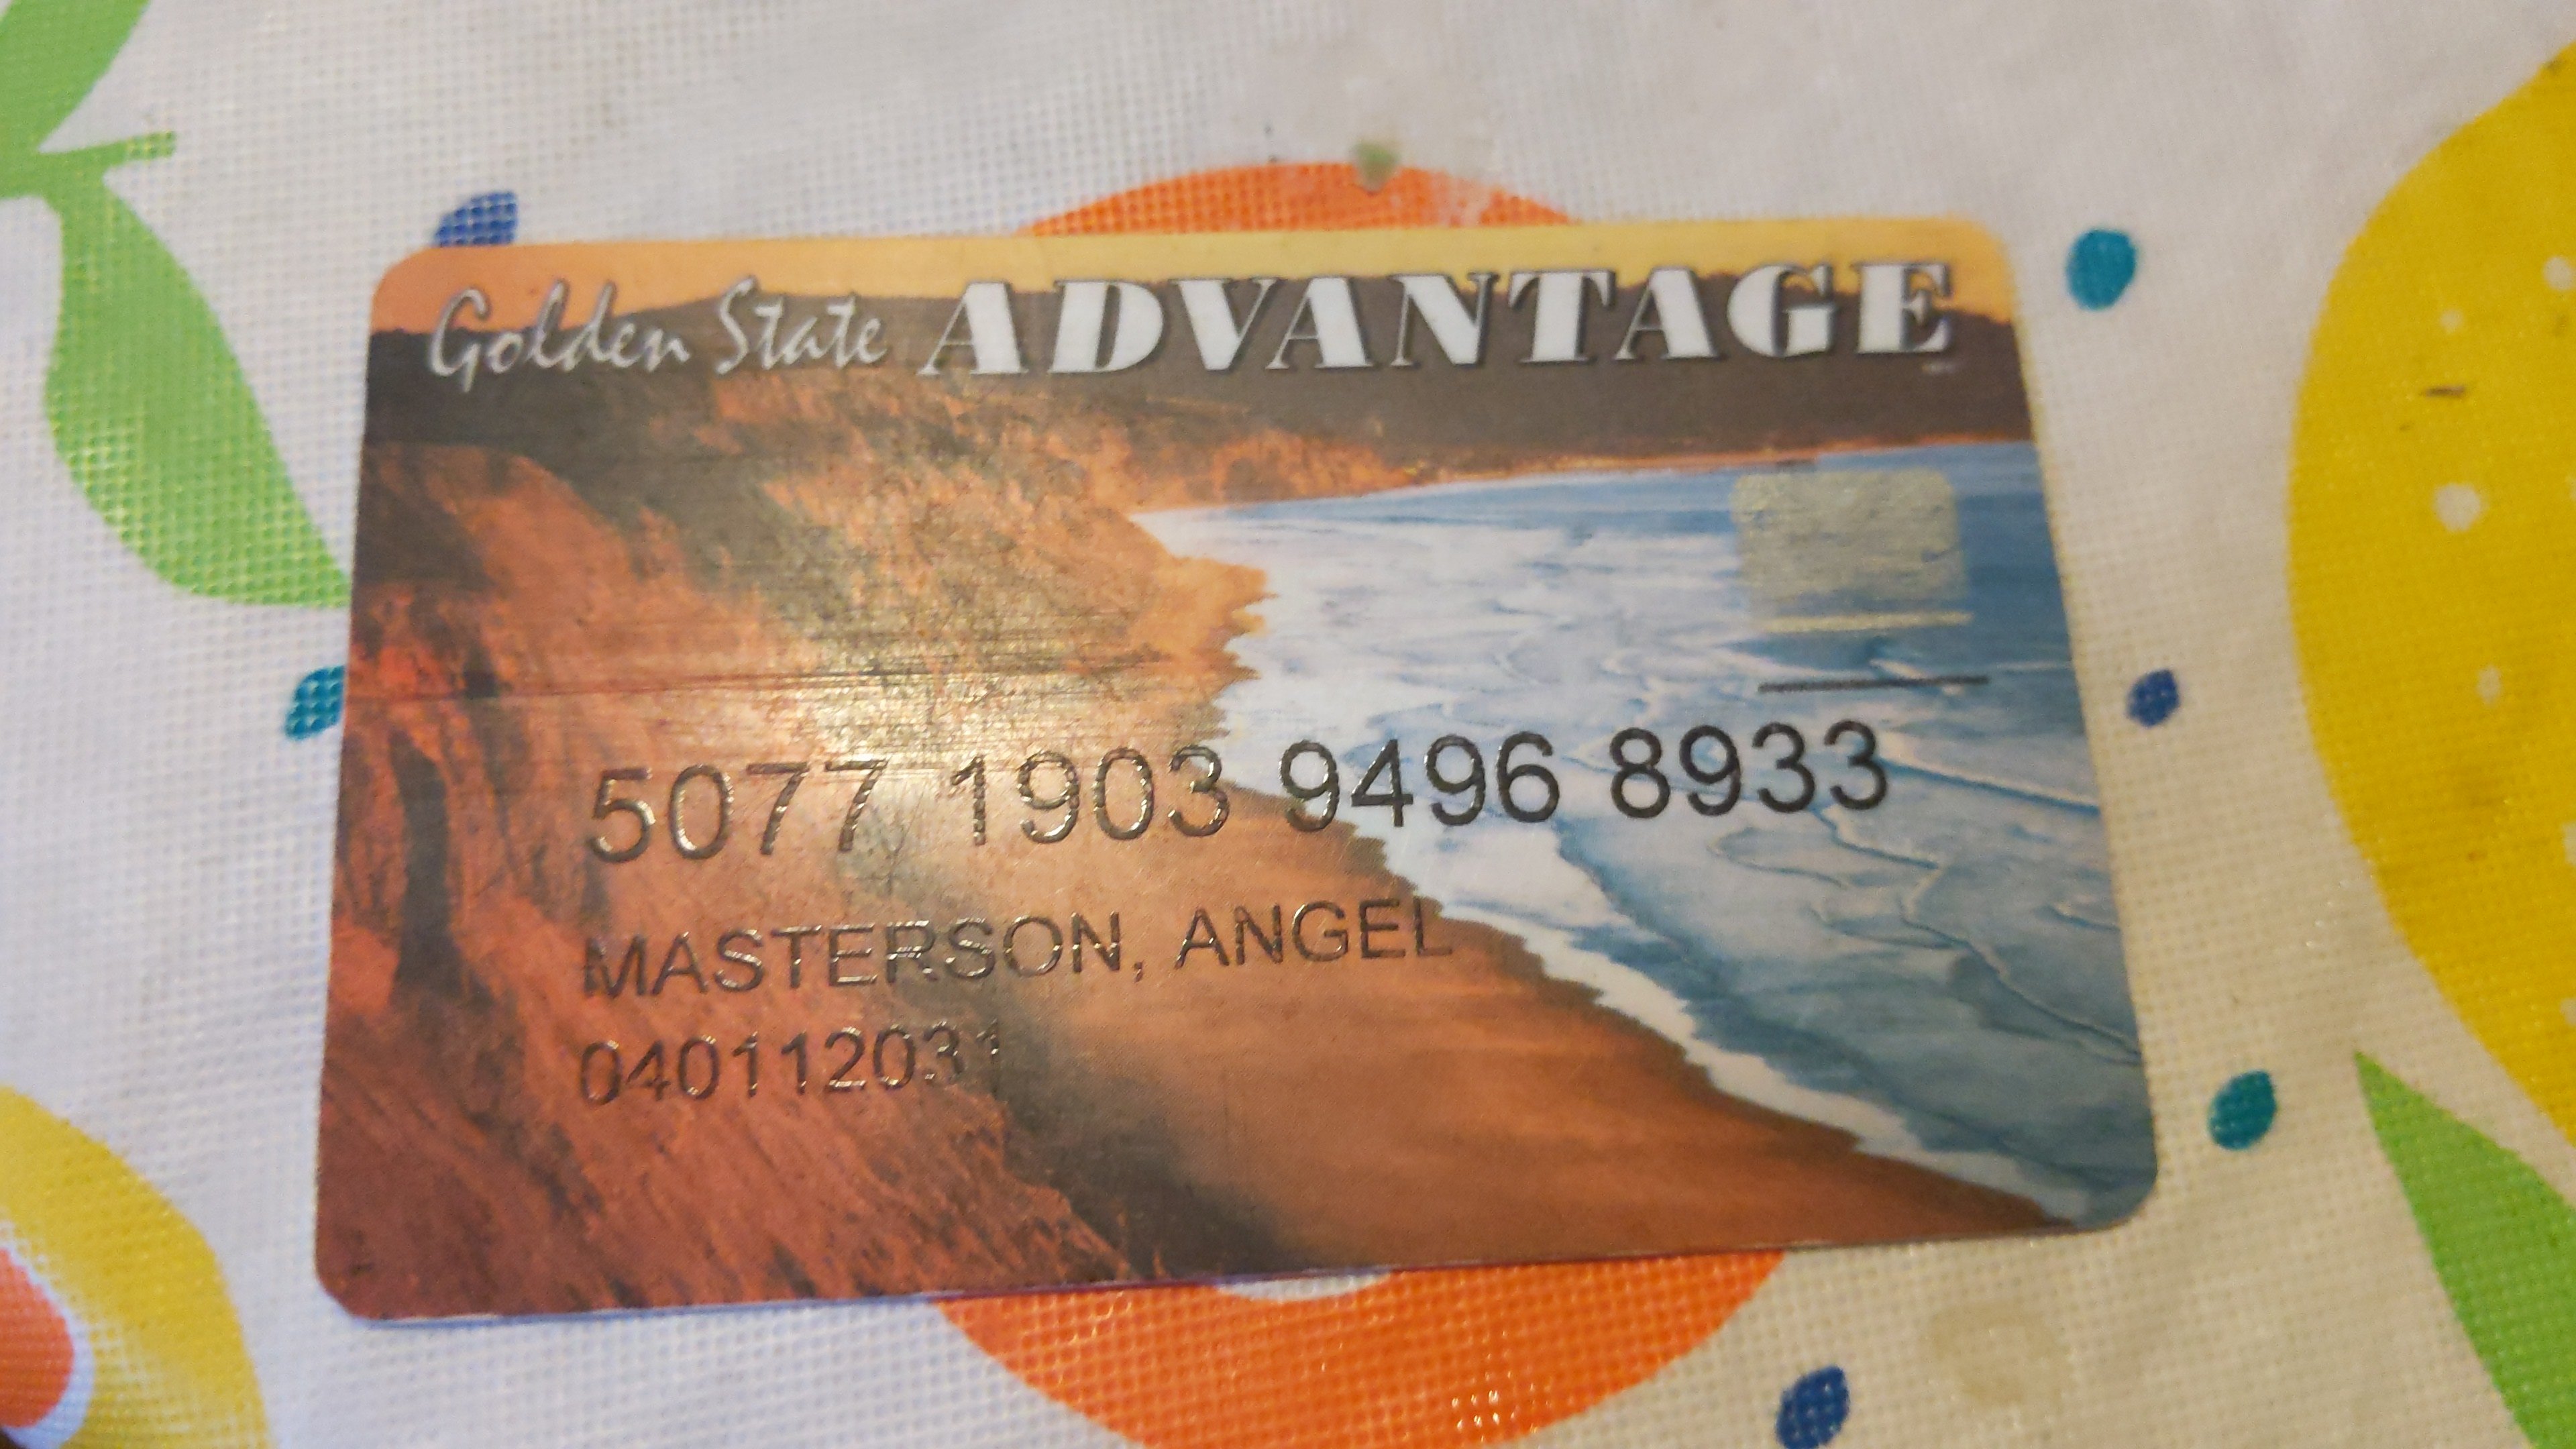 Golden State ADVANTAGE
5077 1903 9496 8933
MASTERSON, ANGEL
040112031